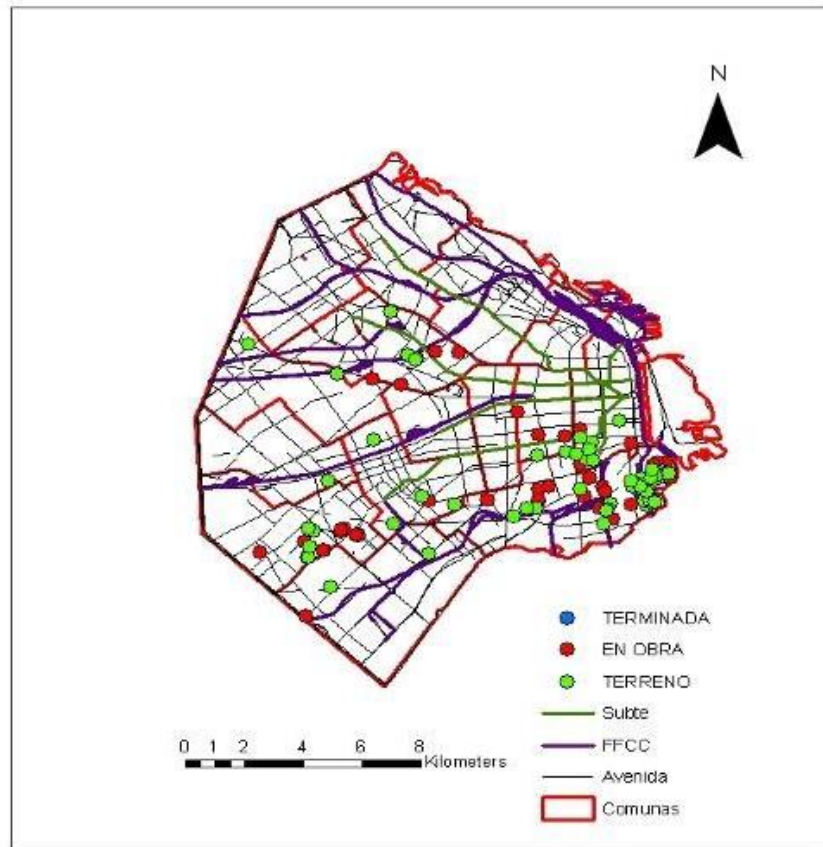 N
TERMINADA
EN OBRA
TERRENO
Subte
FFCC
Avenida
Comunas
0 1 2 4 6 8
Kilometers